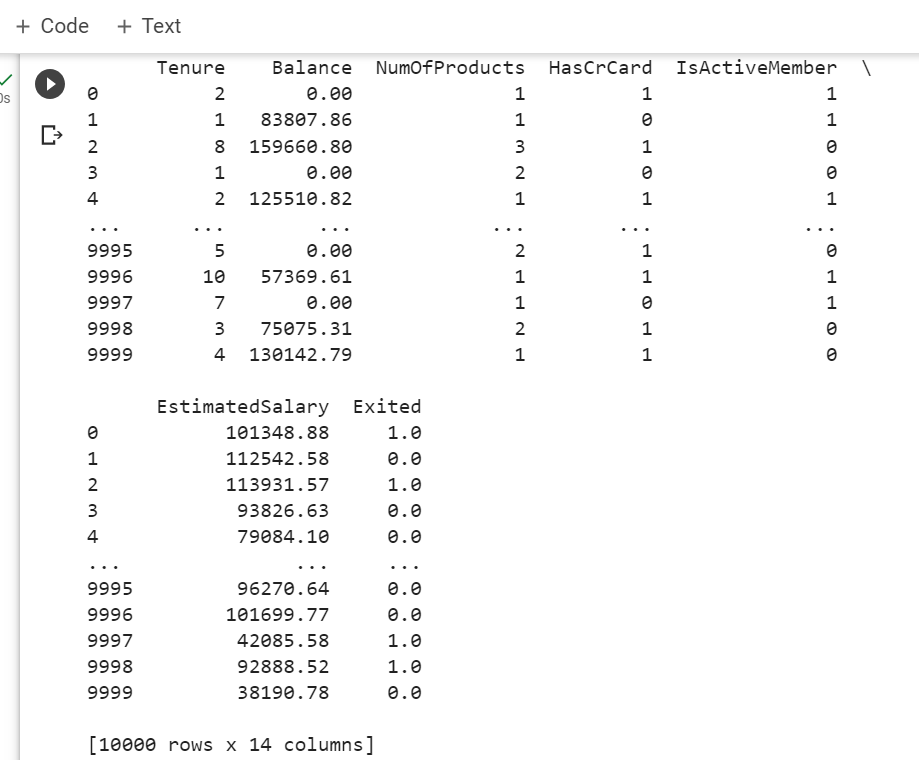 + Code + Text
Tenure Balance NumOfProducts HasCrCard IsActiveMember \
0 2 0.00 1 1 1
0s
1 1 83807.86 1 0 1
2 8 159660.80 3 1 0
3 1 0.00 2 0 0
4 2 125510.82 1 1 1
... ... ... ... ... ...
9995 5 0.00 2 1 0
9996 10 57369.61 1 1 1
9997 7 0.00 1 0 1
9998 3 75075.31 2 1 0
9999 4 130142.79 1 1 0
EstimatedSalary Exited
0 101348.88 1.0
1 112542.58 0.0
2 113931.57 1.0
3 93826.63 0.0
4 79084.10 0.0
... ... ...
9995 96270.64 0.0
9996 101699.77 0.0
9997 42085.58 1.0
9998 92888.52 1.0
9999 38190.78 0.0
[10000 rows x 14 columns]